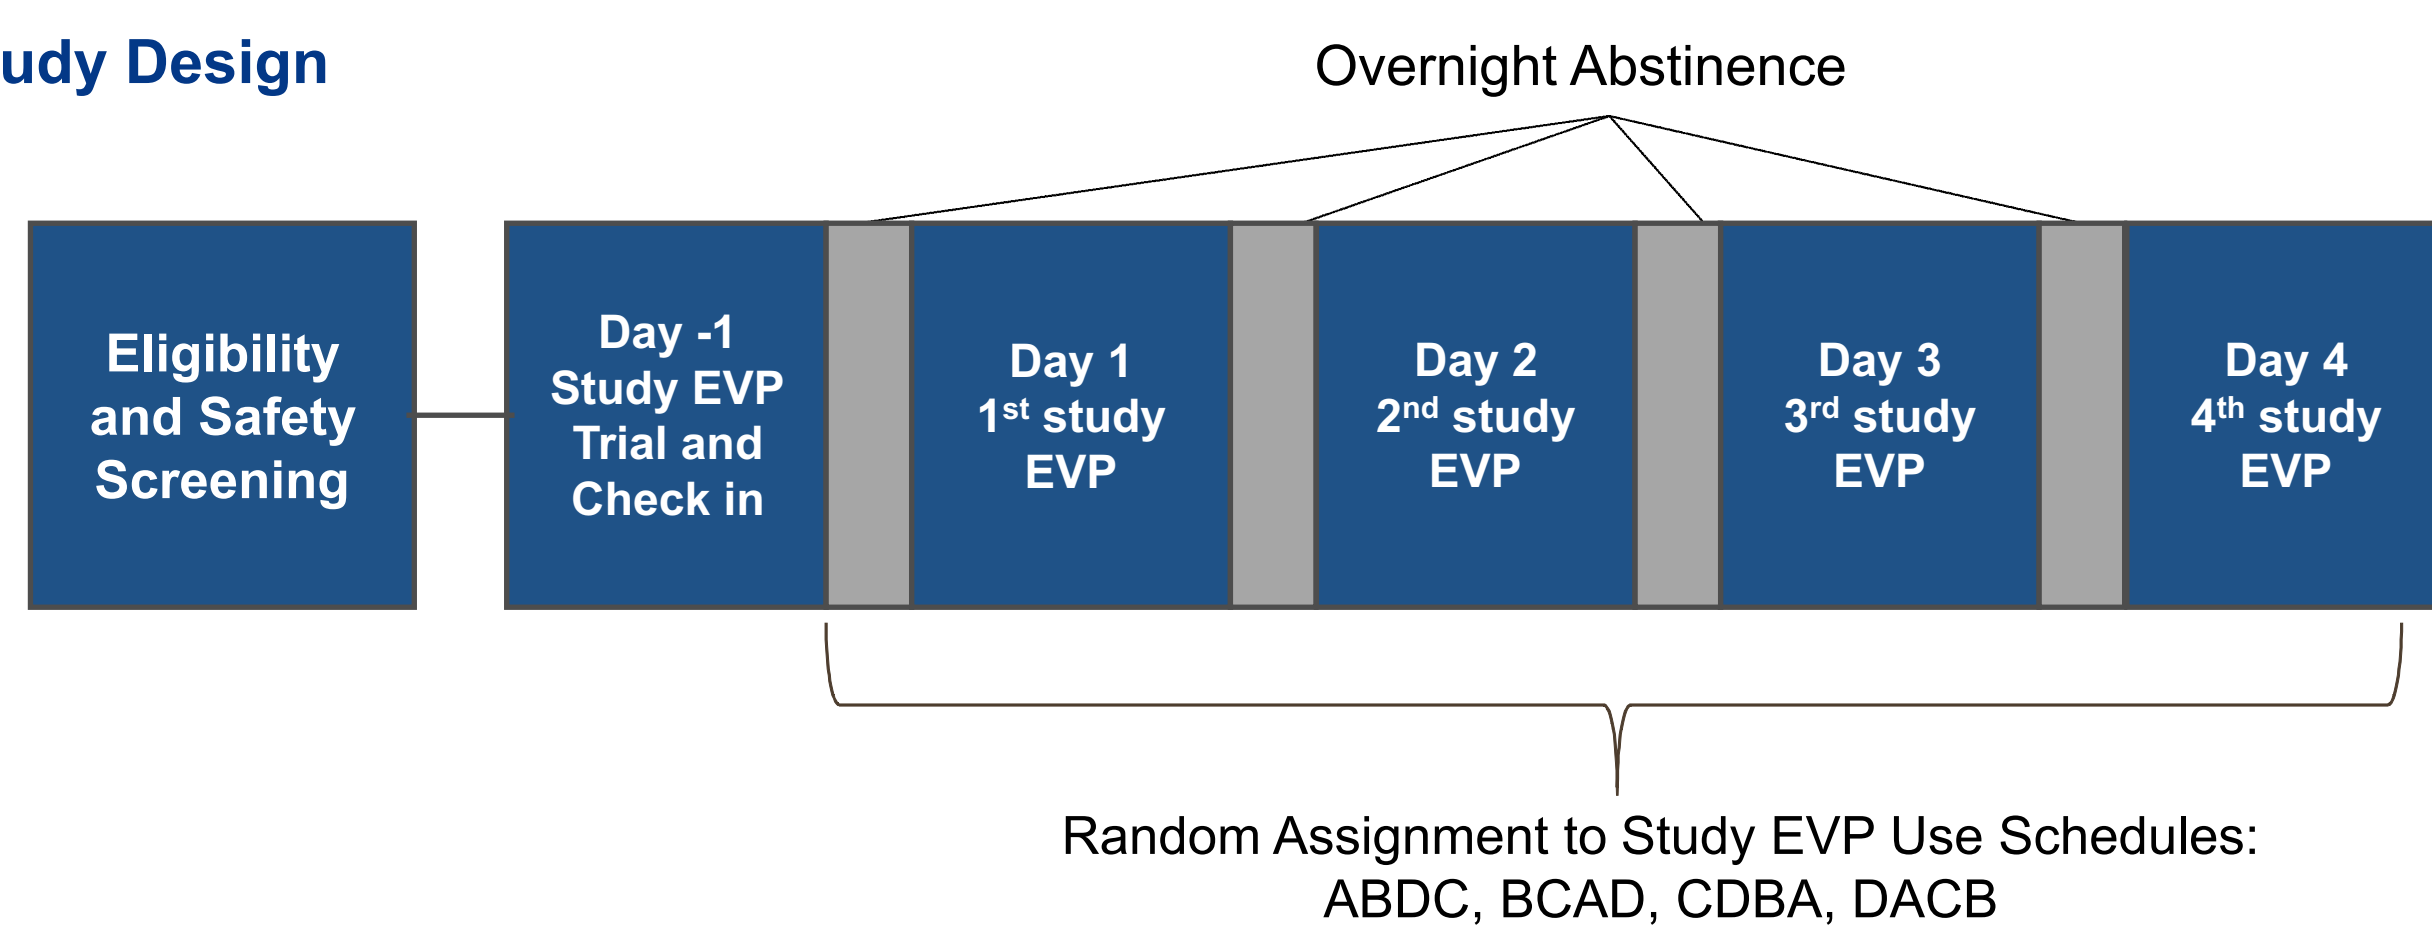 udy Design
Overnight Abstinence
Eligibility
and Safety
Screening
Day -1
Study EVP
Trial and
Check in
Day 1
1st study
EVP
Day 2
2nd study
EVP
Day 3
3rd study
EVP
Day 4
4th study
EVP
Random Assignment to Study EVP Use Schedules:
ABDC, BCAD, CDBA, DACB